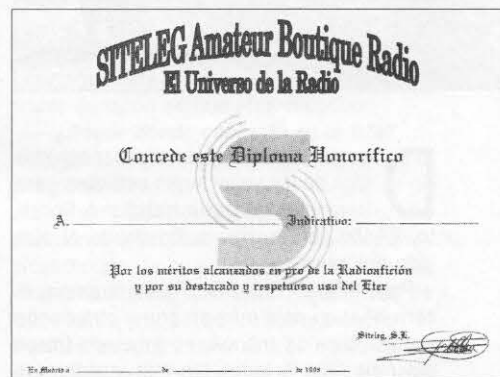 SITELEG Amateur Boutique Radio
El Universo de la Radio
Concede este Diploma Honorífico
A. Indicativo:
Por los méritos alcanzados en pro de la Radioafición
y por su destacado y respetuoso uso del Eter
Siteleg, S.L.
En Madrid a de de 1998